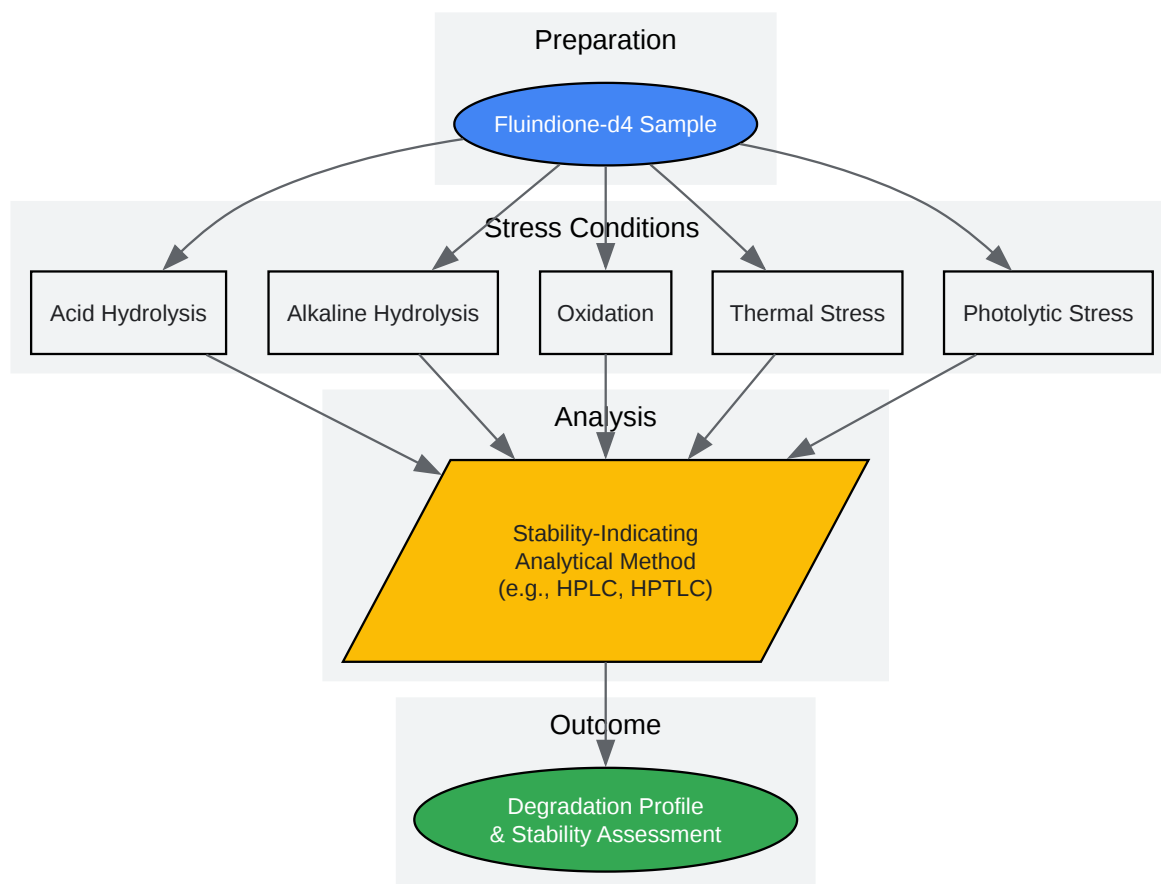 Preparation
Fluindione-d4 Sample
Stress Conditions
Acid Hydrolysis
Alkaline Hydrolysis
Oxidation
Thermal Stress
Photolytic Stress
Analysis
Stability-Indicating
Analytical Method
(e.g., HPLC, HPTLC)
Outcome
Degradation Profile
& Stability Assessment